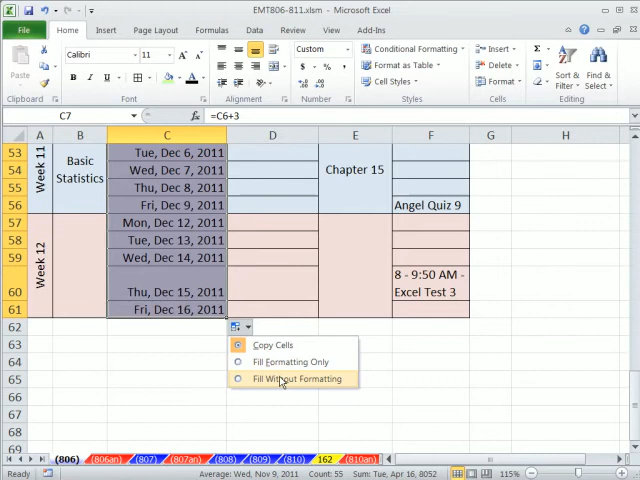 EMT806-811.xlsm - Microsoft Excel
File Home Insert Page Layout Formulas Data Review View Add-Ins
Paste Calibri 11 Custom Conditional Formatting Insert Sort & Filter Find & Select
B I U A $ % , Format as Table Delete
Cell Styles Format
Clipboard Font Alignment Number Styles Cells Editing
C7 fx =C6+3
A B C D E F G H
53 Tue, Dec 6, 2011
54 Week 11 Basic Statistics Wed, Dec 7, 2011 Chapter 15
55 Thu, Dec 8, 2011
56 Fri, Dec 9, 2011 Angel Quiz 9
57 Mon, Dec 12, 2011
58 Tue, Dec 13, 2011
59 Week 12 Wed, Dec 14, 2011
8 - 9:50 AM -
60 Thu, Dec 15, 2011 Excel Test 3
61 Fri, Dec 16, 2011
62
63 Copy Cells
64 Fill Formatting Only
65 Fill Without Formatting
66
67
68
69
(806) (806an) (807) (807an) (808) (809) (810) 162 (810an)
Ready Average: Wed, Nov 9, 2011 Count: 55 Sum: Tue, Apr 16, 8052 115%